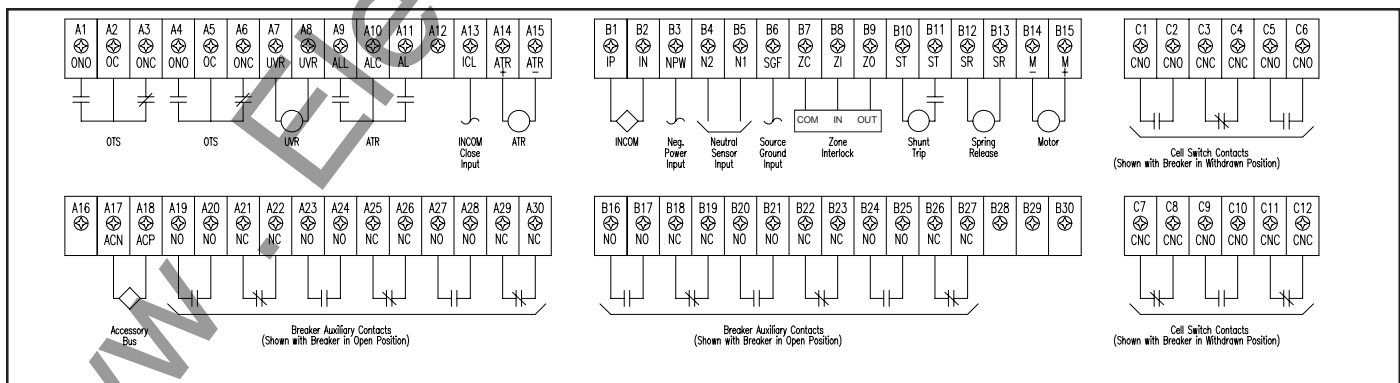 A1 A2 A3 A4 A5 A6 A7 A8 A9 A10 A11 A12 A13 A14 A15
ONO OC ONC ONO OC ONC UVR UVR ALL ALC AL ICL ATR ATR
+ −
OTS OTS UVR ATR INCOM Close Input ATR
B1 B2 B3 B4 B5 B6 B7 B8 B9 B10 B11 B12 B13 B14 B15
IP IN NPW N2 N1 SGF ZC ZI ZO ST ST SR SR M M
− +
COM IN OUT
INCOM Neg. Power Input Neutral Sensor Input Source Ground Input Zone Interlock Shunt Trip Spring Release Motor
C1 C2 C3 C4 C5 C6
CNO CNO CNC CNC CNO CNO
Cell Switch Contacts
(Shown with Breaker in Withdrawn Position)
A16 A17 A18 A19 A20 A21 A22 A23 A24 A25 A26 A27 A28 A29 A30
ACN ACP NO NO NC NC NO NO NC NC NO NO NC NC
Accessory
Bus
Breaker Auxiliary Contacts
(Shown with Breaker in Open Position)
B16 B17 B18 B19 B20 B21 B22 B23 B24 B25 B26 B27 B28 B29 B30
NO NO NC NC NO NO NC NC NO NO NC NC
Breaker Auxiliary Contacts
(Shown with Breaker in Open Position)
C7 C8 C9 C10 C11 C12
CNC CNC CNO CNO CNC CNC
Cell Switch Contacts
(Shown with Breaker in Withdrawn Position)
w . Ele